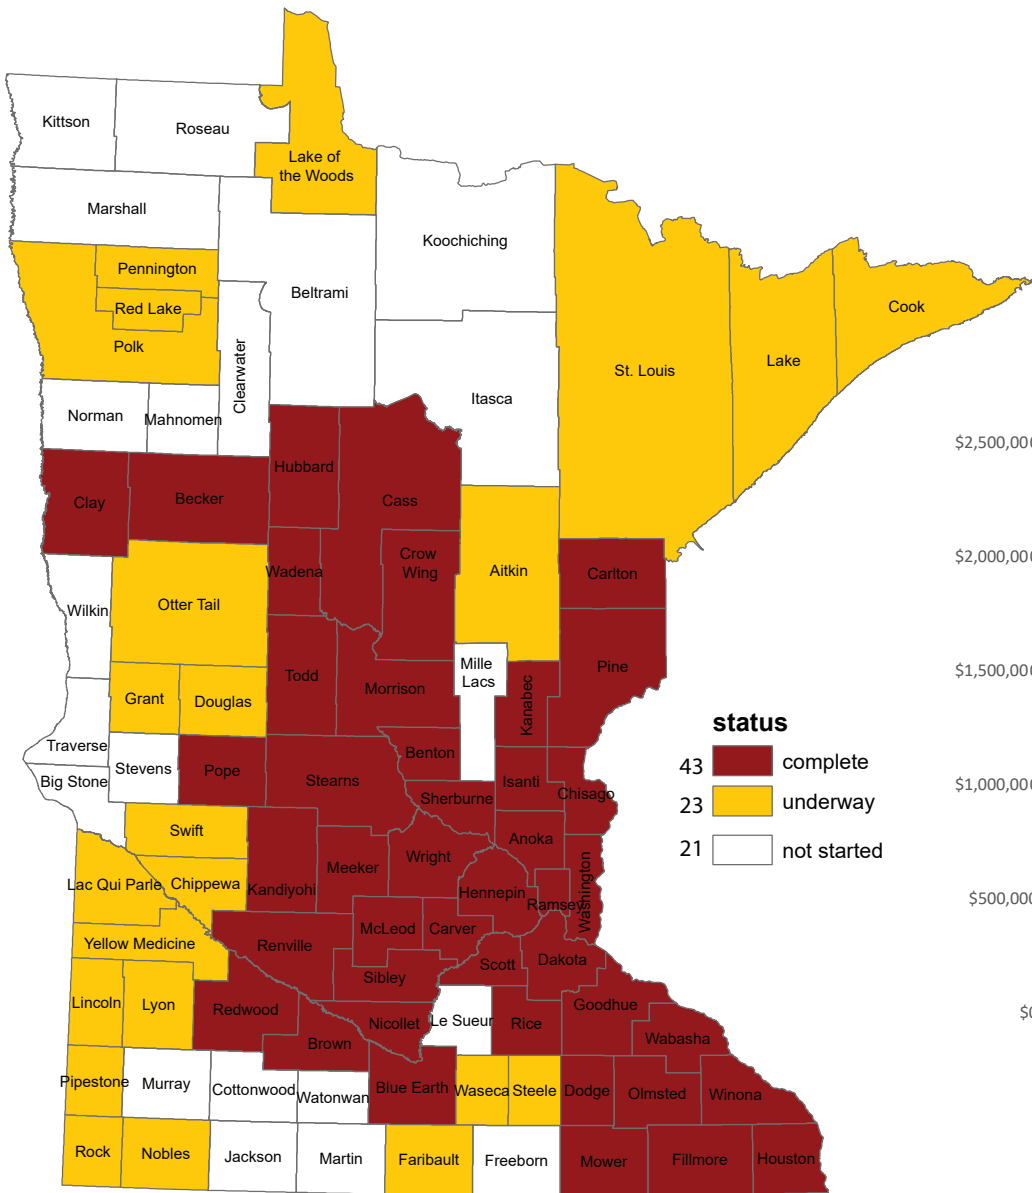 Kittson
Roseau
Lake of
the Woods
Marshall
Koochiching
Pennington
Beltrami
Red Lake
Cook
Polk
Lake
St. Louis
Clearwater
Itasca
Norman
Mahnomen
$2,500,00
Hubbard
Clay
Becker
Cass
$2,000,00
Crow
Wing
Wadena
Aitkin
Carlton
Otter Tail
Wilkin
Mille
Lacs
Pine
$1,500,00
Todd
Morrison
Kanabec
Grant
Douglas
status
Traverse
Benton
43 complete
Stevens
Pope
Big Stone
Stearns
Isanti
$1,000,00
Sherburne
Chisago
23 underway
Swift
Anoka
21 not started
Wright
Meeker
Lac Qui Parle
Chippewa
Kandiyohi
Hennepin
Ramsey
Washington
$500,00
McLeod
Carver
Yellow Medicine
Renville
Dakota
Scott
Sibley
Lincoln
Lyon
Redwood
Goodhue
$0
Nicollet
Le Sueur
Rice
Brown
Wabasha
Pipestone
Murray
Cottonwood
Watonwan
Blue Earth
Waseca
Steele
Dodge
Olmsted
Winona
Rock
Nobles
Jackson
Martin
Faribault
Freeborn
Mower
Fillmore
Houston